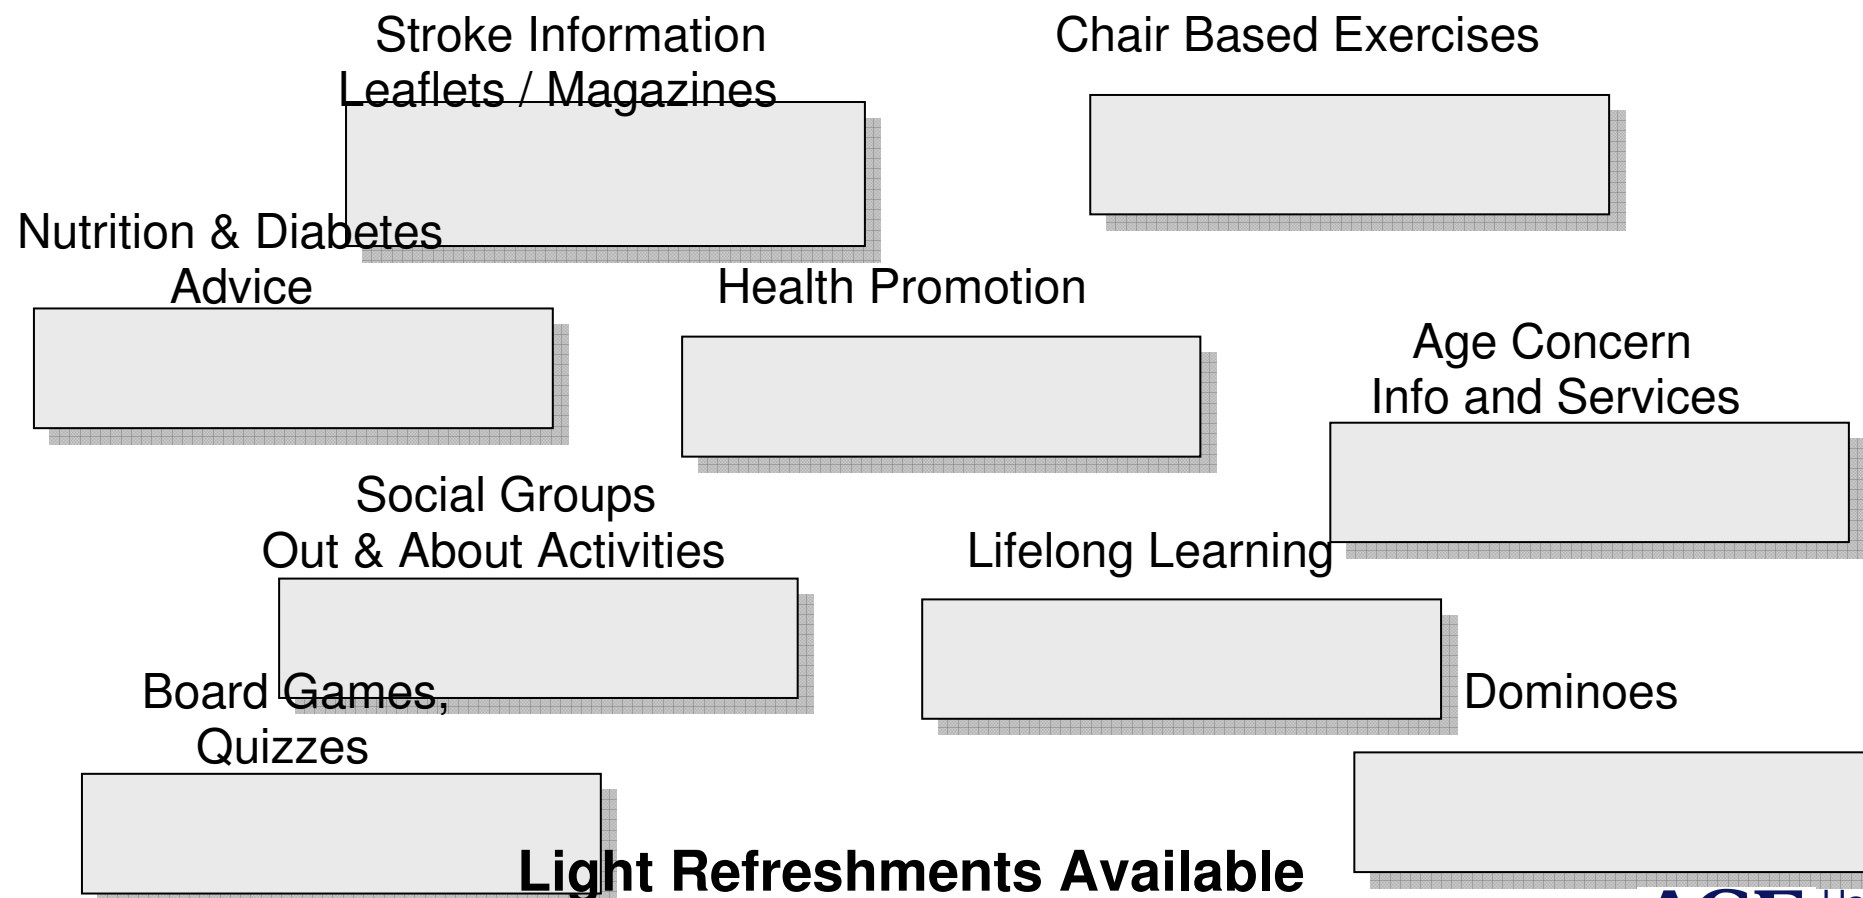 Stroke Information
Leaflets / Magazines
Chair Based Exercises
Nutrition & Diabetes
Advice
Health Promotion
Age Concern
Info and Services
Social Groups
Out & About Activities
Lifelong Learning
Board Games,
Quizzes
Dominoes
Light Refreshments Available